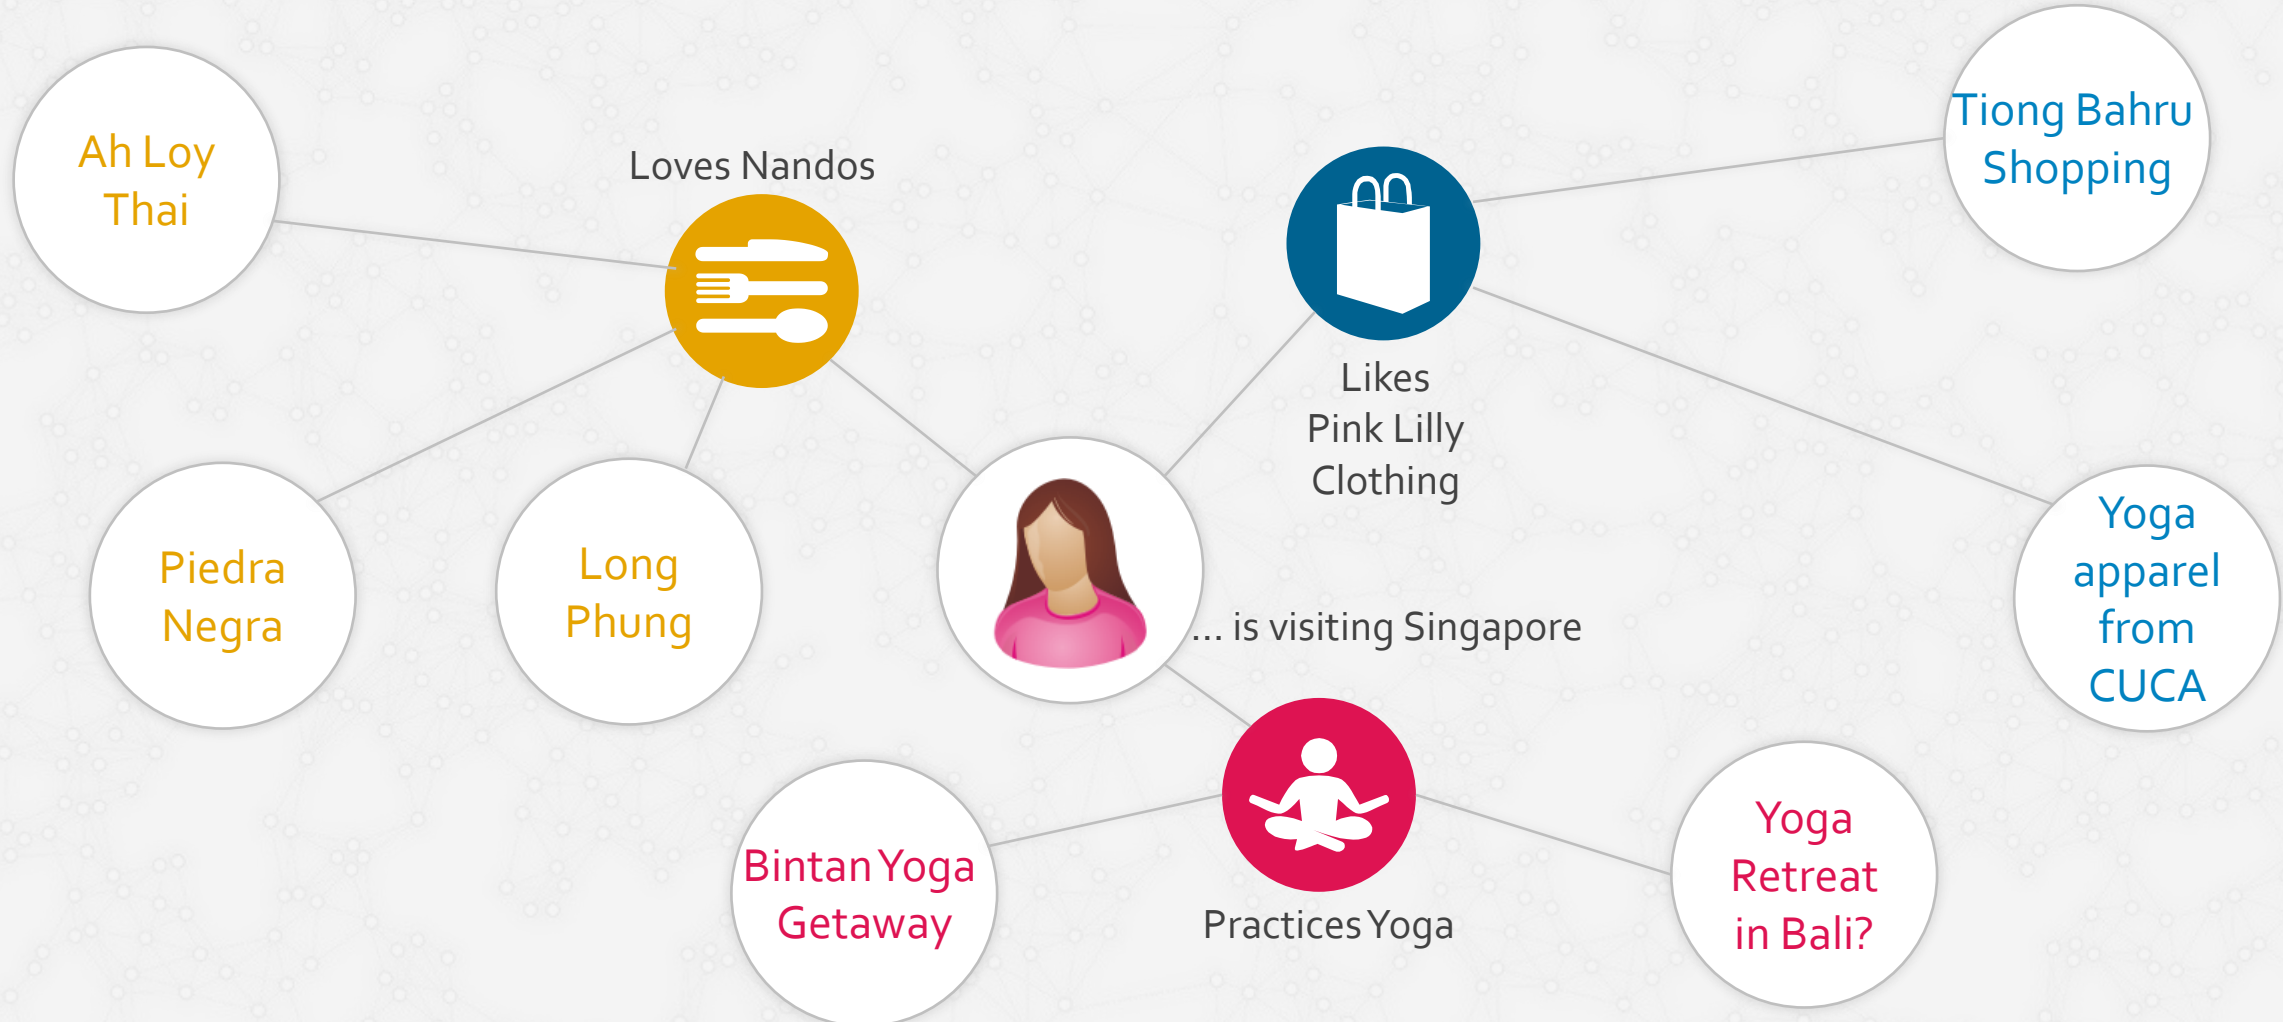 Ah Loy
Thai
Loves Nandos
Tiong Bahru
Shopping
Likes
Pink Lilly
Clothing
Piedra
Negra
Long
Phung
... is visiting Singapore
Yoga
apparel
from
CUCA
Bintan Yoga
Getaway
Practices Yoga
Yoga
Retreat
in Bali?